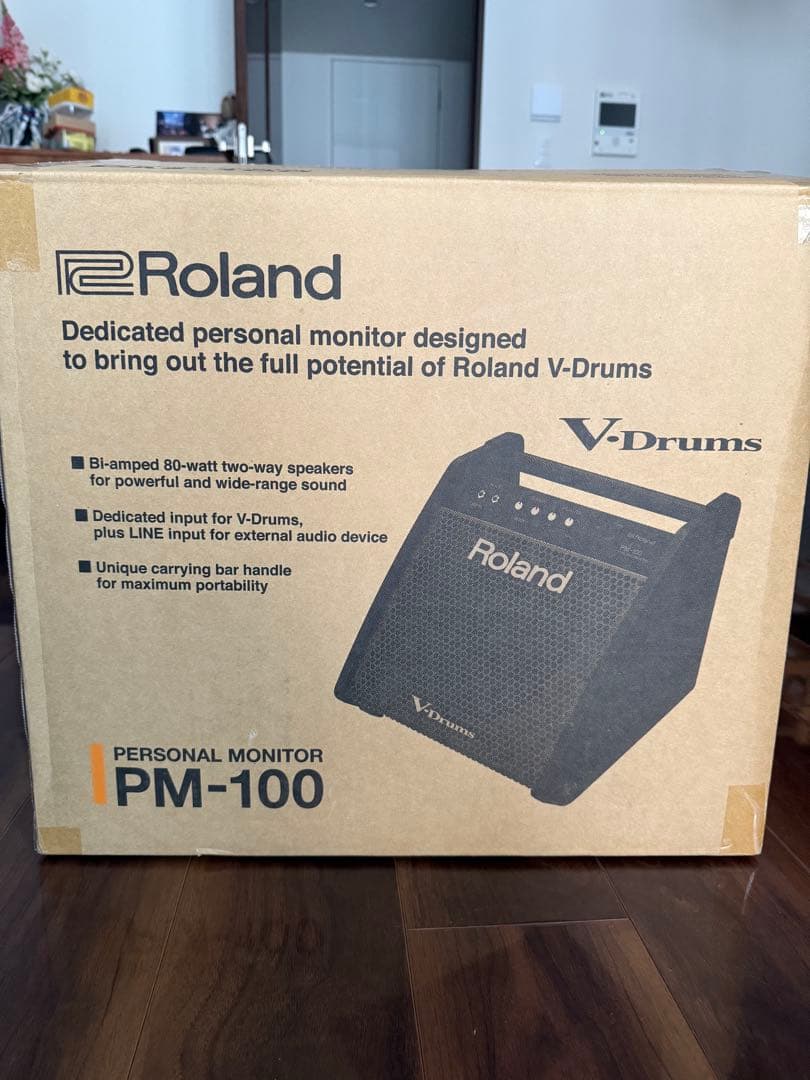 Roland
Dedicated personal monitor designed
to bring out the full potential of Roland V-Drums
V-Drums
■ Bi-amped 80-watt two-way speakers
for powerful and wide-range sound
■ Dedicated input for V-Drums,
plus LINE input for external audio device
■ Unique carrying bar handle
for maximum portability
Roland
V-Drums
PERSONAL MONITOR
PM-100